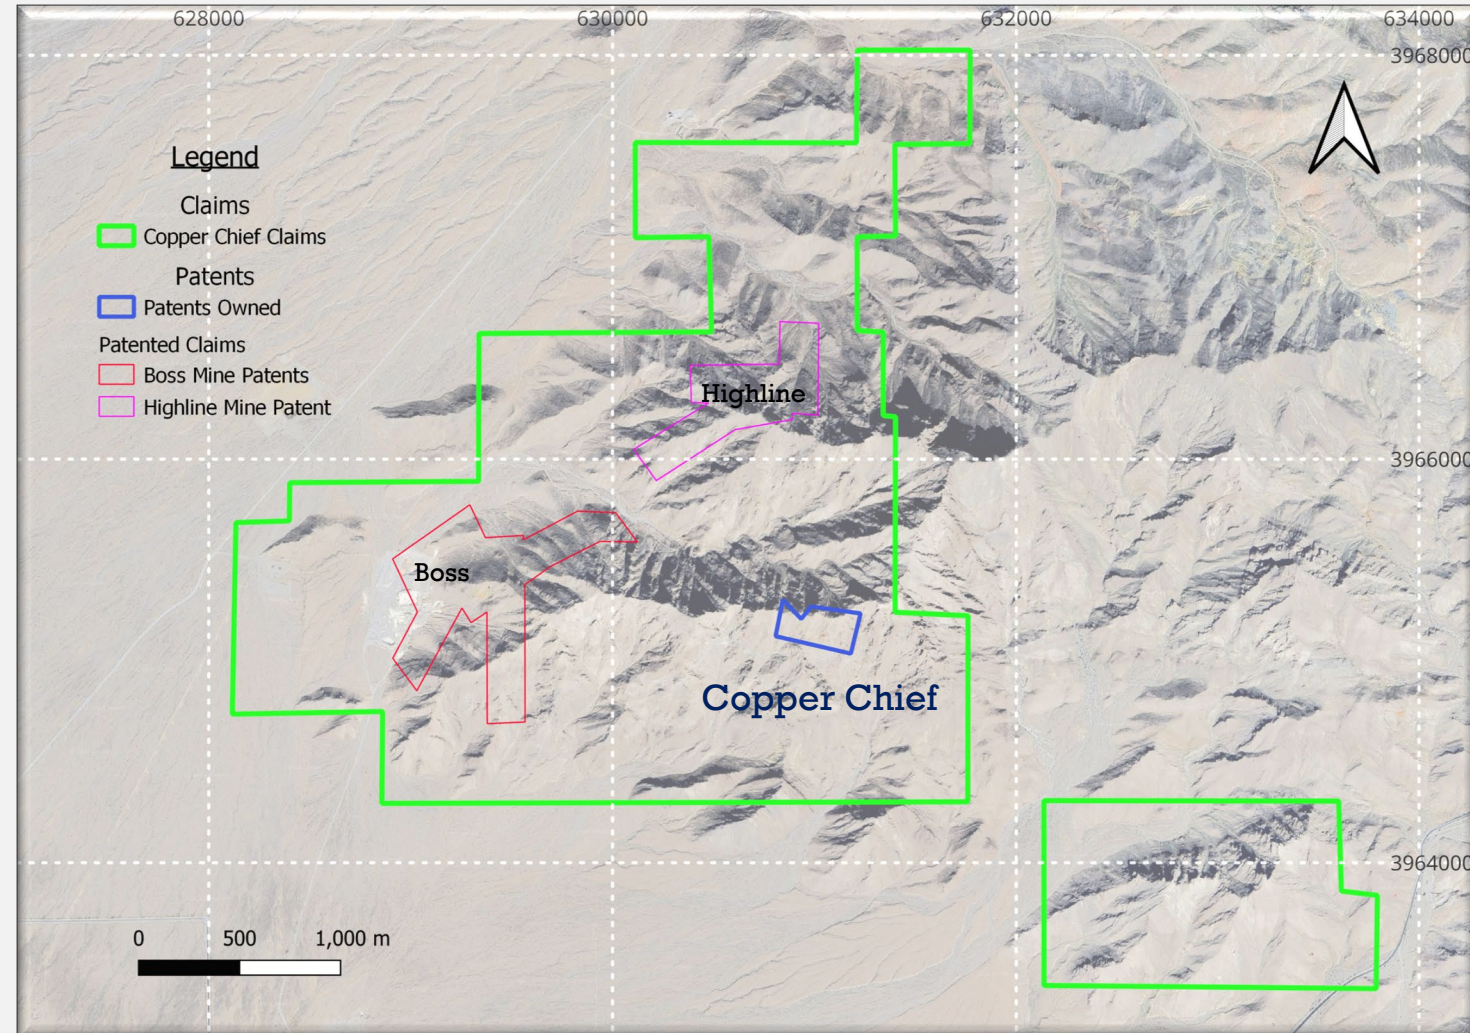 628000
630000
632000
634000
3968000
Legend
Claims
Copper Chief Claims
Patents
Patents Owned
Patented Claims
Boss Mine Patents
Highline Mine Patent
Highline
3966000
Boss
Copper Chief
3964000
0 500 1,000 m